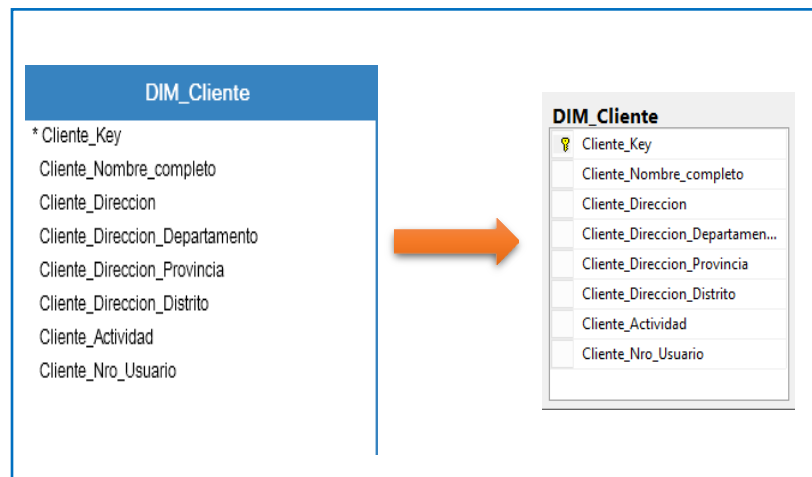 DIM_Cliente
* Cliente_Key
Cliente_Nombre_completo
Cliente_Direccion
Cliente_Direccion_Departamento
Cliente_Direccion_Provincia
Cliente_Direccion_Distrito
Cliente_Actividad
Cliente_Nro_Usuario
DIM_Cliente
Cliente_Key
Cliente_Nombre_completo
Cliente_Direccion
Cliente_Direccion_Departamen...
Cliente_Direccion_Provincia
Cliente_Direccion_Distrito
Cliente_Actividad
Cliente_Nro_Usuario